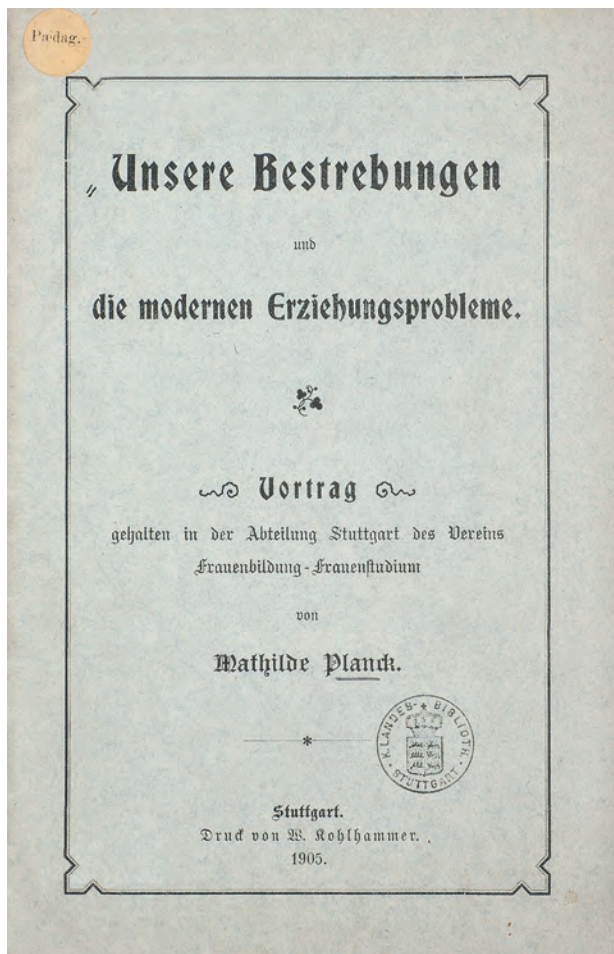 Pædag.
„Unsere Bestrebungen
und
die modernen Erziehungsprobleme.
Vortrag
gehalten in der Abteilung Stuttgart des Vereins
Frauenbildung-Frauenstudium
von
Mathilde Planck.
K. LANDES- BIBLIOTH. STUTTGART
*
Stuttgart.
Druck von W. Kohlhammer.
1905.